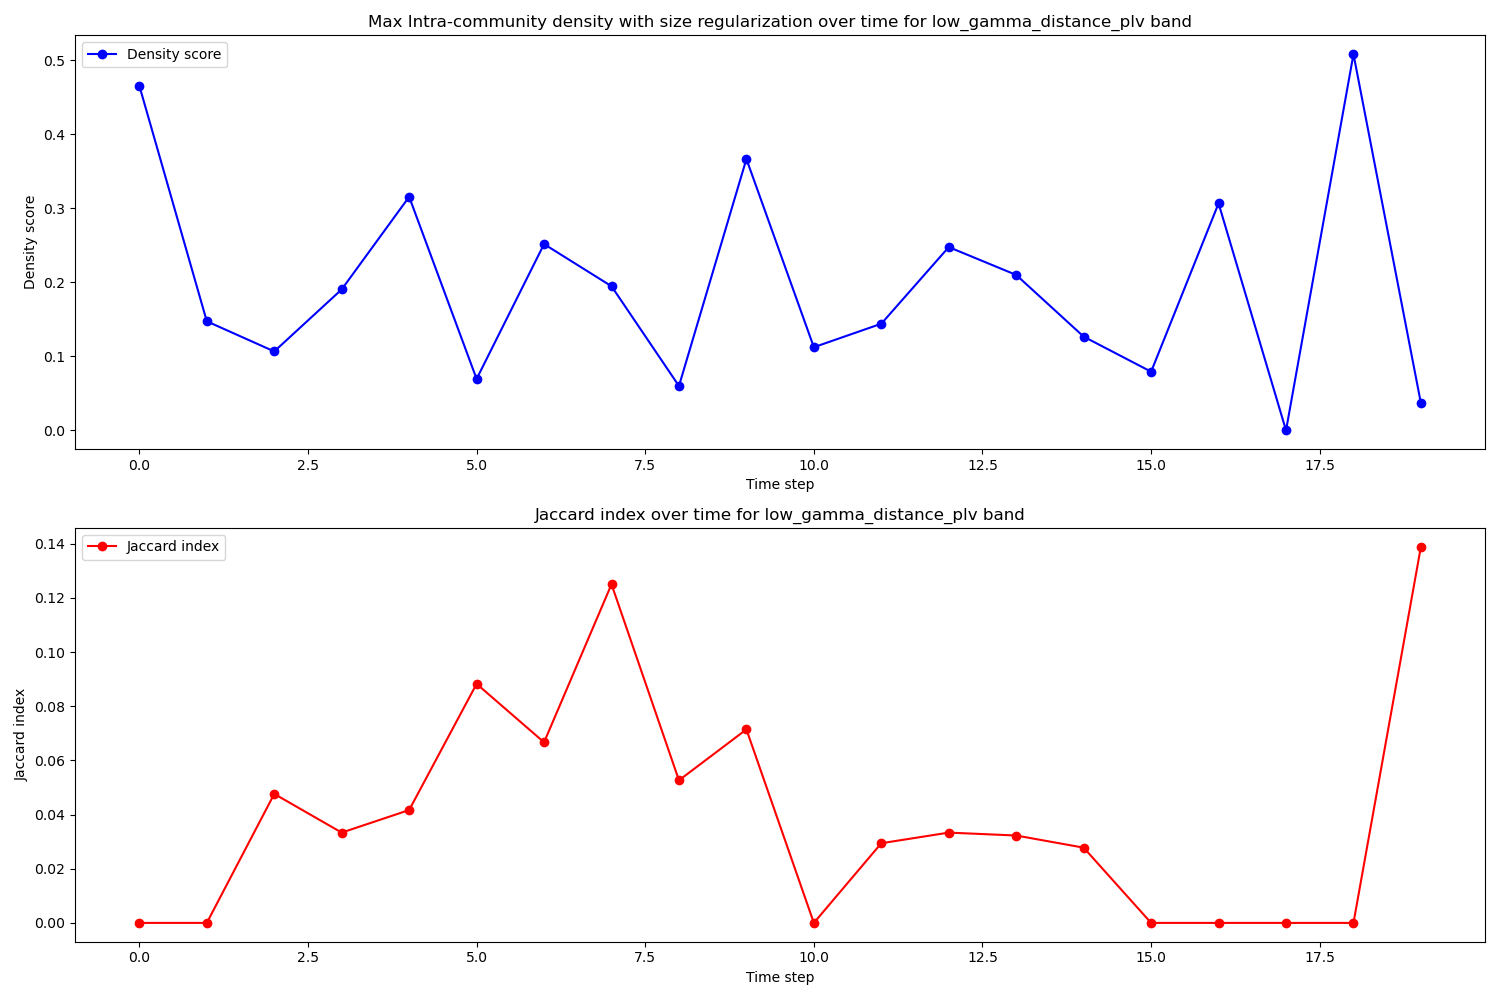 Max Intra-community density with size regularization over time for low_gamma_distance_plv band
Density score
0.5
0.4
0.3
0.2
0.1
0.0
Density score
0.0 2.5 5.0 7.5 10.0 12.5 15.0 17.5
Time step
Jaccard index over time for low_gamma_distance_plv band
Jaccard index
0.14
0.12
0.10
0.08
0.06
0.04
0.02
0.00
Jaccard index
0.0 2.5 5.0 7.5 10.0 12.5 15.0 17.5
Time step